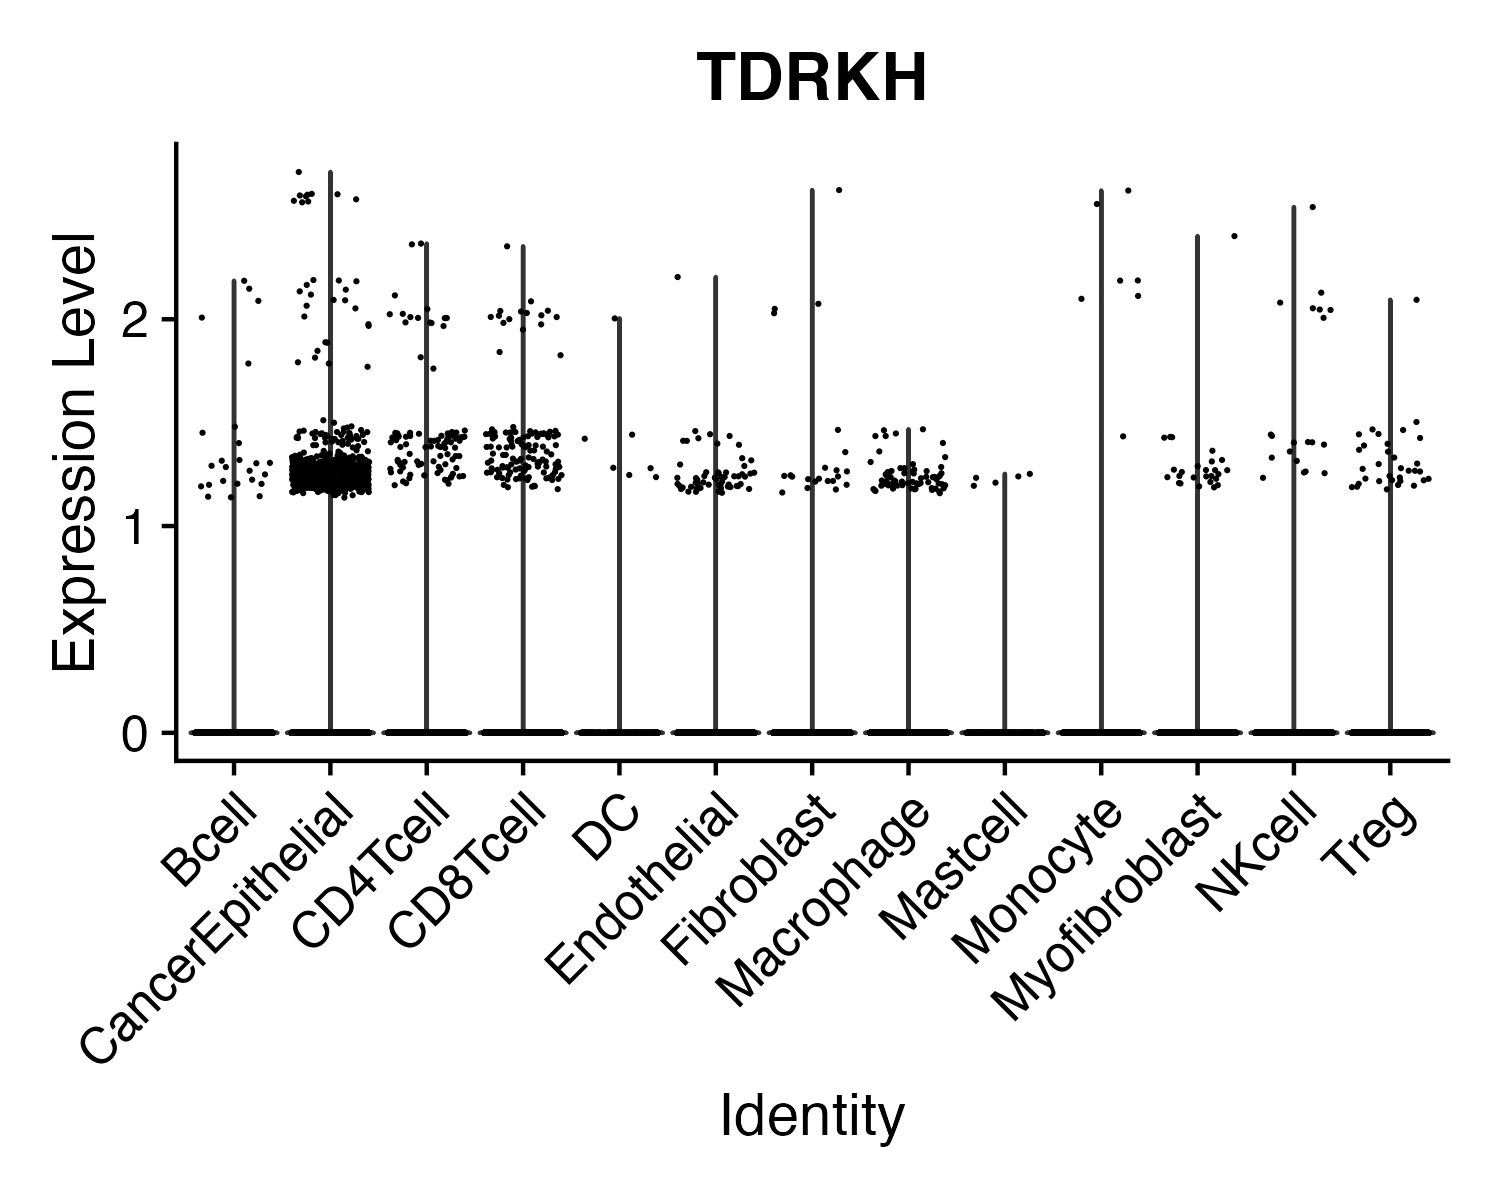 TDRKH
Expression Level
2
1
0
Bcell
CancerEpithelial
CD4Tcell
CD8Tcell
DC
Endothelial
Fibroblast
Macrophage
Mastcell
Monocyte
Myofibroblast
NKcell
Treg
Identity